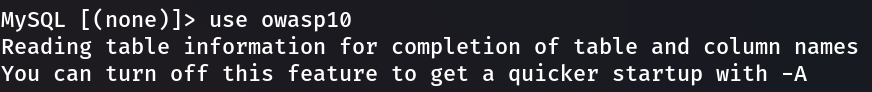 MySQL [(none)]> use owasp10
Reading table information for completion of table and column names
You can turn off this feature to get a quicker startup with -A